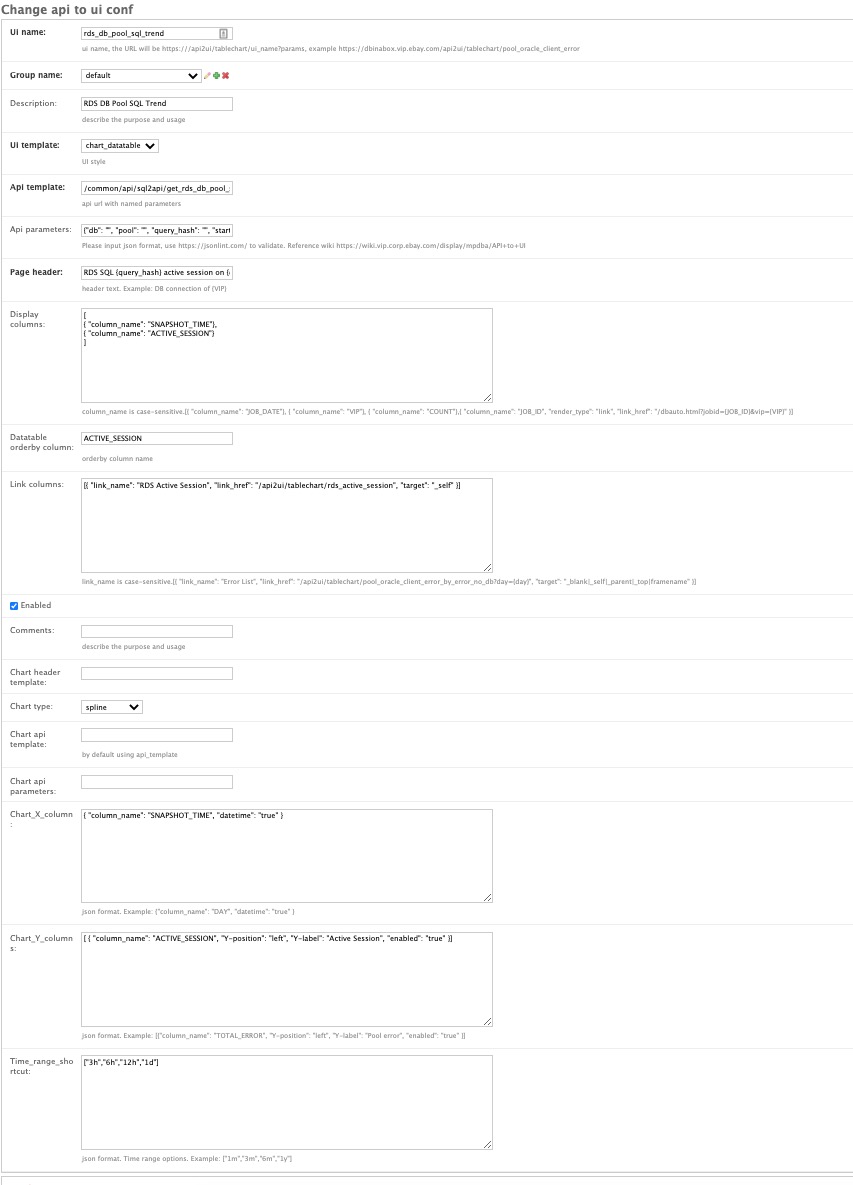 Change api to ui conf
Ui name:
rds_db_pool_sql_trend
ui name, the URL will be https:///api2ui/tablechart/ui_name?params, example https://dbinabox.vip.ebay.com/api2ui/tablechart/pool_oracle_client_error
Group name:
default
Description:
RDS DB Pool SQL Trend
describe the purpose and usage
Ui template:
chart_datatable
UI style
Api template:
/common/api/sql2api/get_rds_db_pool_
api url with named parameters
Api parameters:
{"db": "", "pool": "", "query_hash": "", "start
Please input json format, use https://jsonlint.com/ to validate. Reference wiki https://wiki.vip.corp.ebay.com/display/mpdba/API+to+UI
Page header:
RDS SQL {query_hash} active session on {
header text. Example: DB connection of {VIP}
Display
columns:
[
{ "column_name": "SNAPSHOT_TIME"},
{ "column_name": "ACTIVE_SESSION"}
]
column_name is case-sensitive.[{ "column_name": "JOB_DATE"}, { "column_name": "VIP"}, { "column_name": "COUNT"},{ "column_name": "JOB_ID", "render_type": "link", "link_href": "/dbauto.html?jobid={JOB_ID}&vip={VIP}" }]
Datatable
orderby column:
ACTIVE_SESSION
orderby column name
Link columns:
[{ "link_name": "RDS Active Session", "link_href": "/api2ui/tablechart/rds_active_session", "target": "_self" }]
link_name is case-sensitive.[{ "link_name": "Error List", "link_href": "/api2ui/tablechart/pool_oracle_client_error_by_error_no_db?day={day}", "target": "_blank|_self|_parent|_top|framename" }]
Enabled
Comments:
describe the purpose and usage
Chart header
template:
Chart type:
spline
Chart api
template:
by default using api_template
Chart api
parameters:
Chart_X_column
:
{ "column_name": "SNAPSHOT_TIME", "datetime": "true" }
json format. Example: {"column_name": "DAY", "datetime": "true" }
Chart_Y_column
s:
[ { "column_name": "ACTIVE_SESSION", "Y-position": "left", "Y-label": "Active Session", "enabled": "true" }]
json format. Example: [{"column_name": "TOTAL_ERROR", "Y-position": "left", "Y-label": "Pool error", "enabled": "true" }]
Time_range_sho
rtcut:
["3h","6h","12h","1d"]
json format. Time range options. Example: ["1m","3m","6m","1y"]